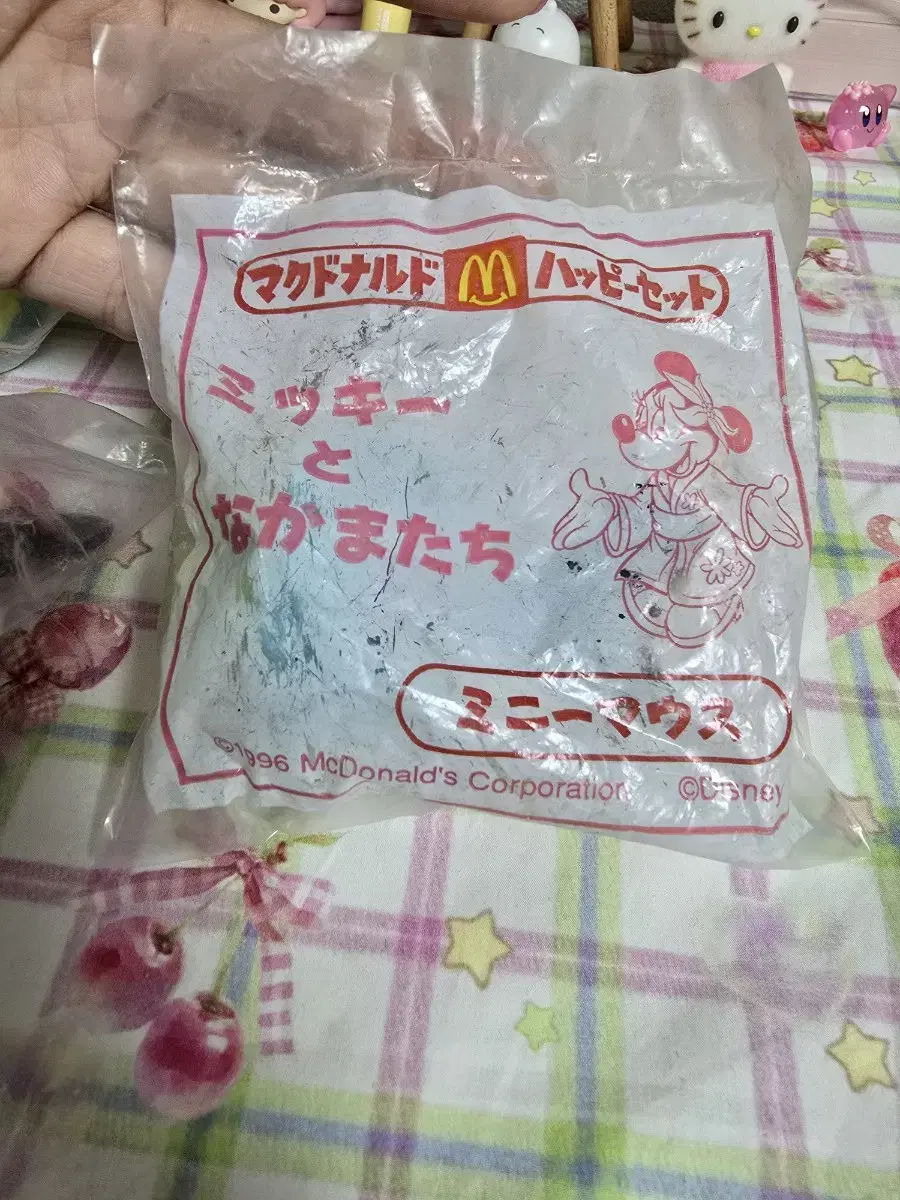 マクドナルド ハッピーセット
ミッキー
と
なかまたち
ミニーマウス
©1996 McDonald's Corporation ©Disney